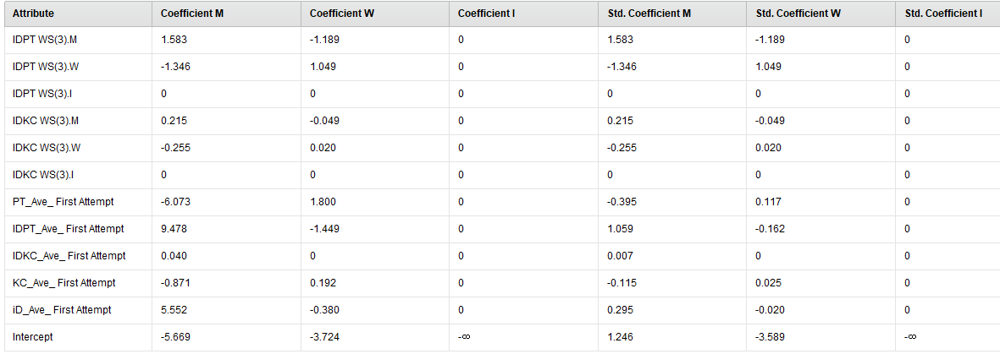 Attribute Coefficient M Coefficient W Coefficient I Std. Coefficient M Std. Coefficient W Std. Coefficient I
IDPT WS(3).M 1.583 -1.189 0 1.583 -1.189 0
IDPT WS(3).W -1.346 1.049 0 -1.346 1.049 0
IDPT WS(3).I 0 0 0 0 0 0
IDKC WS(3).M 0.215 -0.049 0 0.215 -0.049 0
IDKC WS(3).W -0.255 0.020 0 -0.255 0.020 0
IDKC WS(3).I 0 0 0 0 0 0
PT_Ave_ First Attempt -6.073 1.800 0 -0.395 0.117 0
IDPT_Ave_ First Attempt 9.478 -1.449 0 1.059 -0.162 0
IDKC_Ave_ First Attempt 0.040 0 0 0.007 0 0
KC_Ave_ First Attempt -0.871 0.192 0 -0.115 0.025 0
iD_Ave_ First Attempt 5.552 -0.380 0 0.295 -0.020 0
Intercept -5.669 -3.724 -∞ 1.246 -3.589 -∞